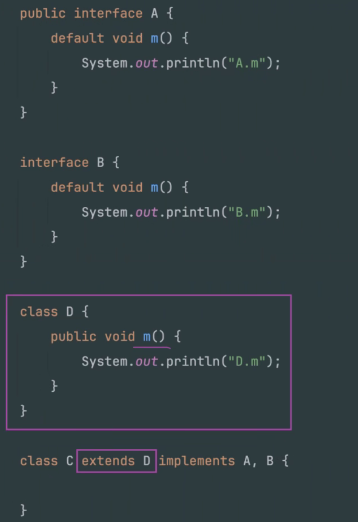 public interface A {
default void m() {
System.out.println("A.m");
}
}
interface B {
default void m() {
System.out.println("B.m");
}
}
class D {
public void m() {
System.out.println("D.m");
}
}
class C extends D implements A, B {
}